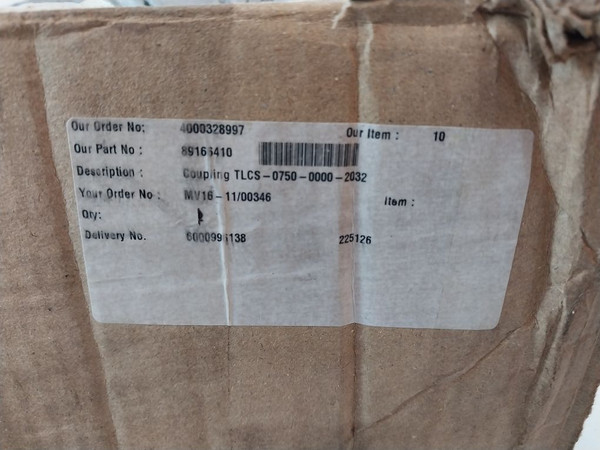 Our Order No: 4000328997 Our Item : 10
Our Part No : 89165410
Description : Coupling TLCS-0750-0000-2032
Your Order No : MV16-11/00346 Item :
Qty:
Delivery No. 225126